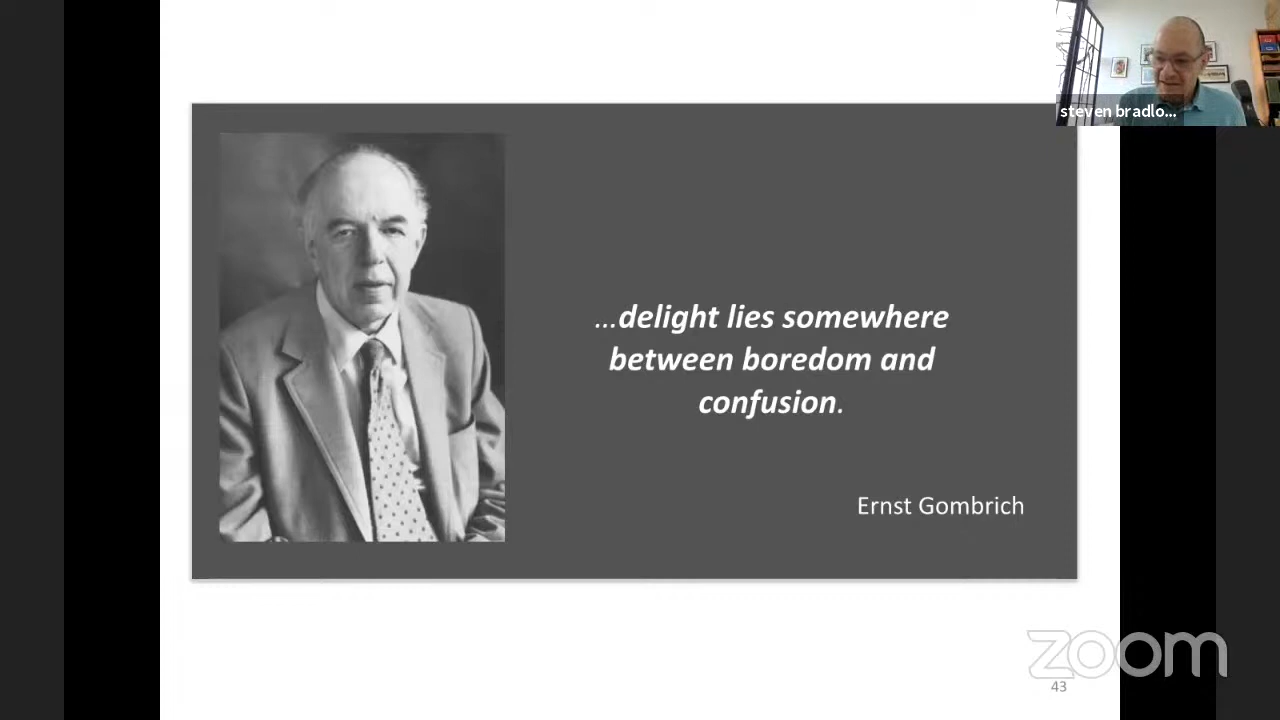 steven bradlo...
...delight lies somewhere
between boredom and
confusion.
Ernst Gombrich
zoom
43